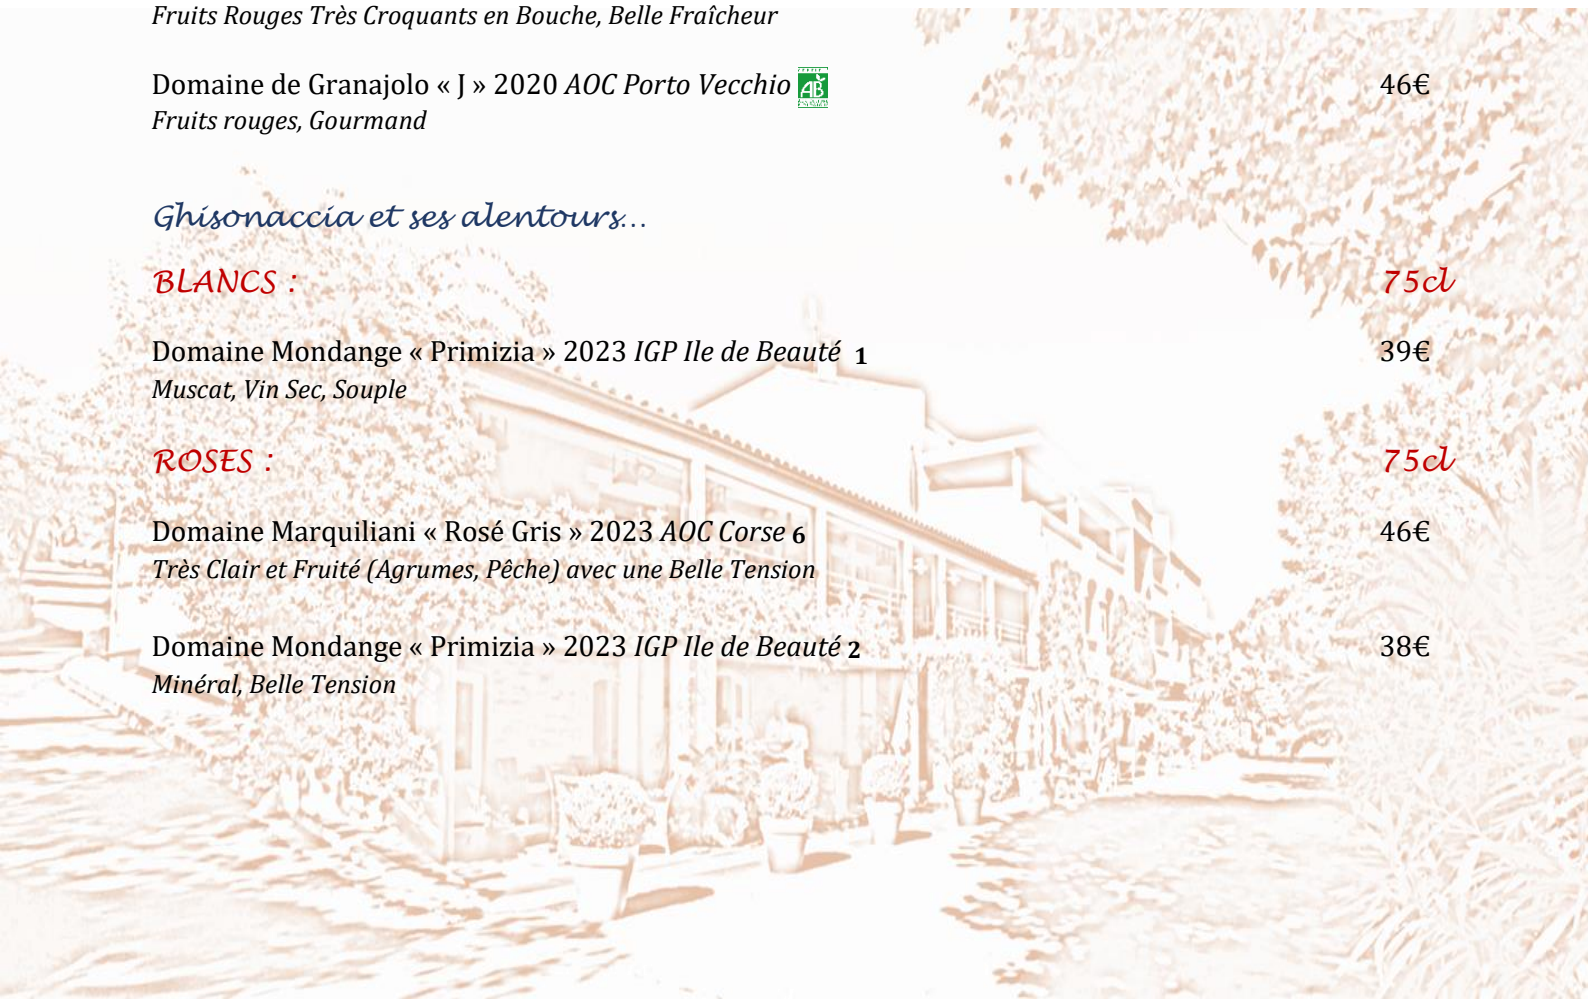 Fruits Rouges Très Croquants en Bouche, Belle Fraîcheur
Domaine de Granajolo « J » 2020 AOC Porto Vecchio AB 46€
Fruits rouges, Gourmand
Ghisonaccia et ses alentours…
BLANCS : 75cl
Domaine Mondange « Primizia » 2023 IGP Ile de Beauté 1 39€
Muscat, Vin Sec, Souple
ROSES : 75cl
Domaine Marquiliani « Rosé Gris » 2023 AOC Corse 6 46€
Très Clair et Fruité (Agrumes, Pêche) avec une Belle Tension
Domaine Mondange « Primizia » 2023 IGP Ile de Beauté 2 38€
Minéral, Belle Tension